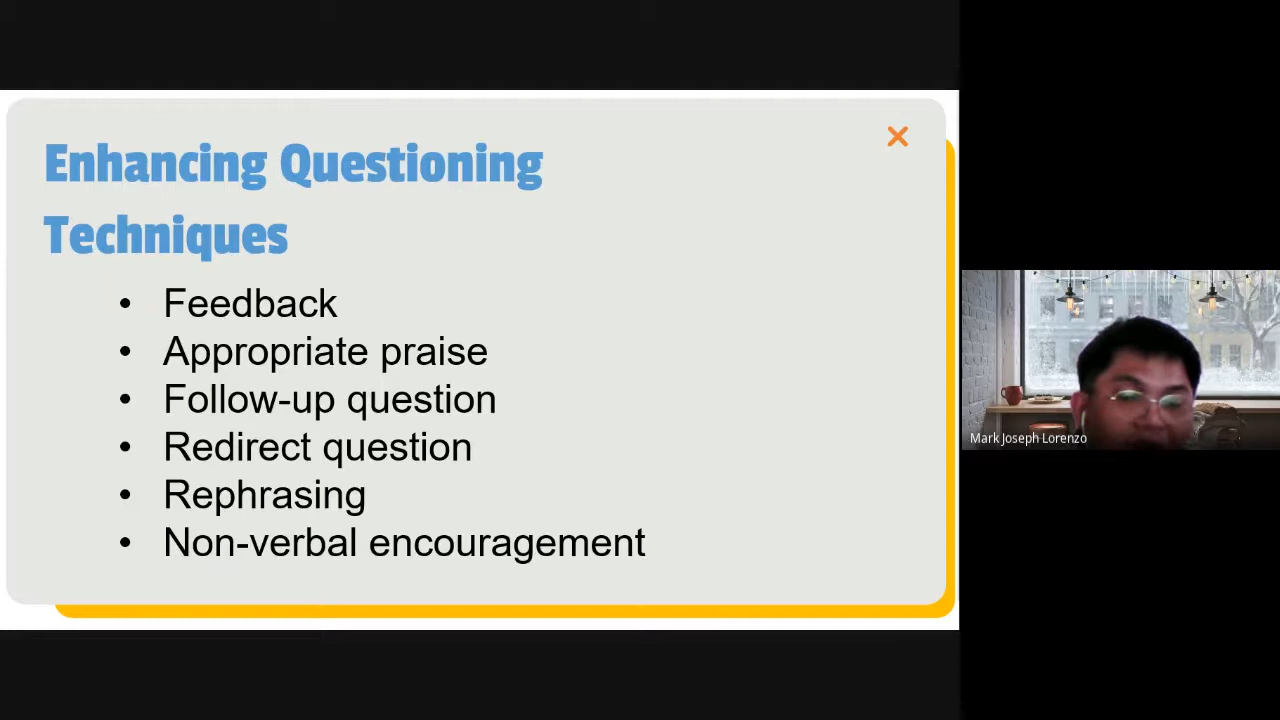 Enhancing Questioning
Techniques
• Feedback
• Appropriate praise
• Follow-up question
• Redirect question
• Rephrasing
• Non-verbal encouragement
Mark Joseph Lorenzo